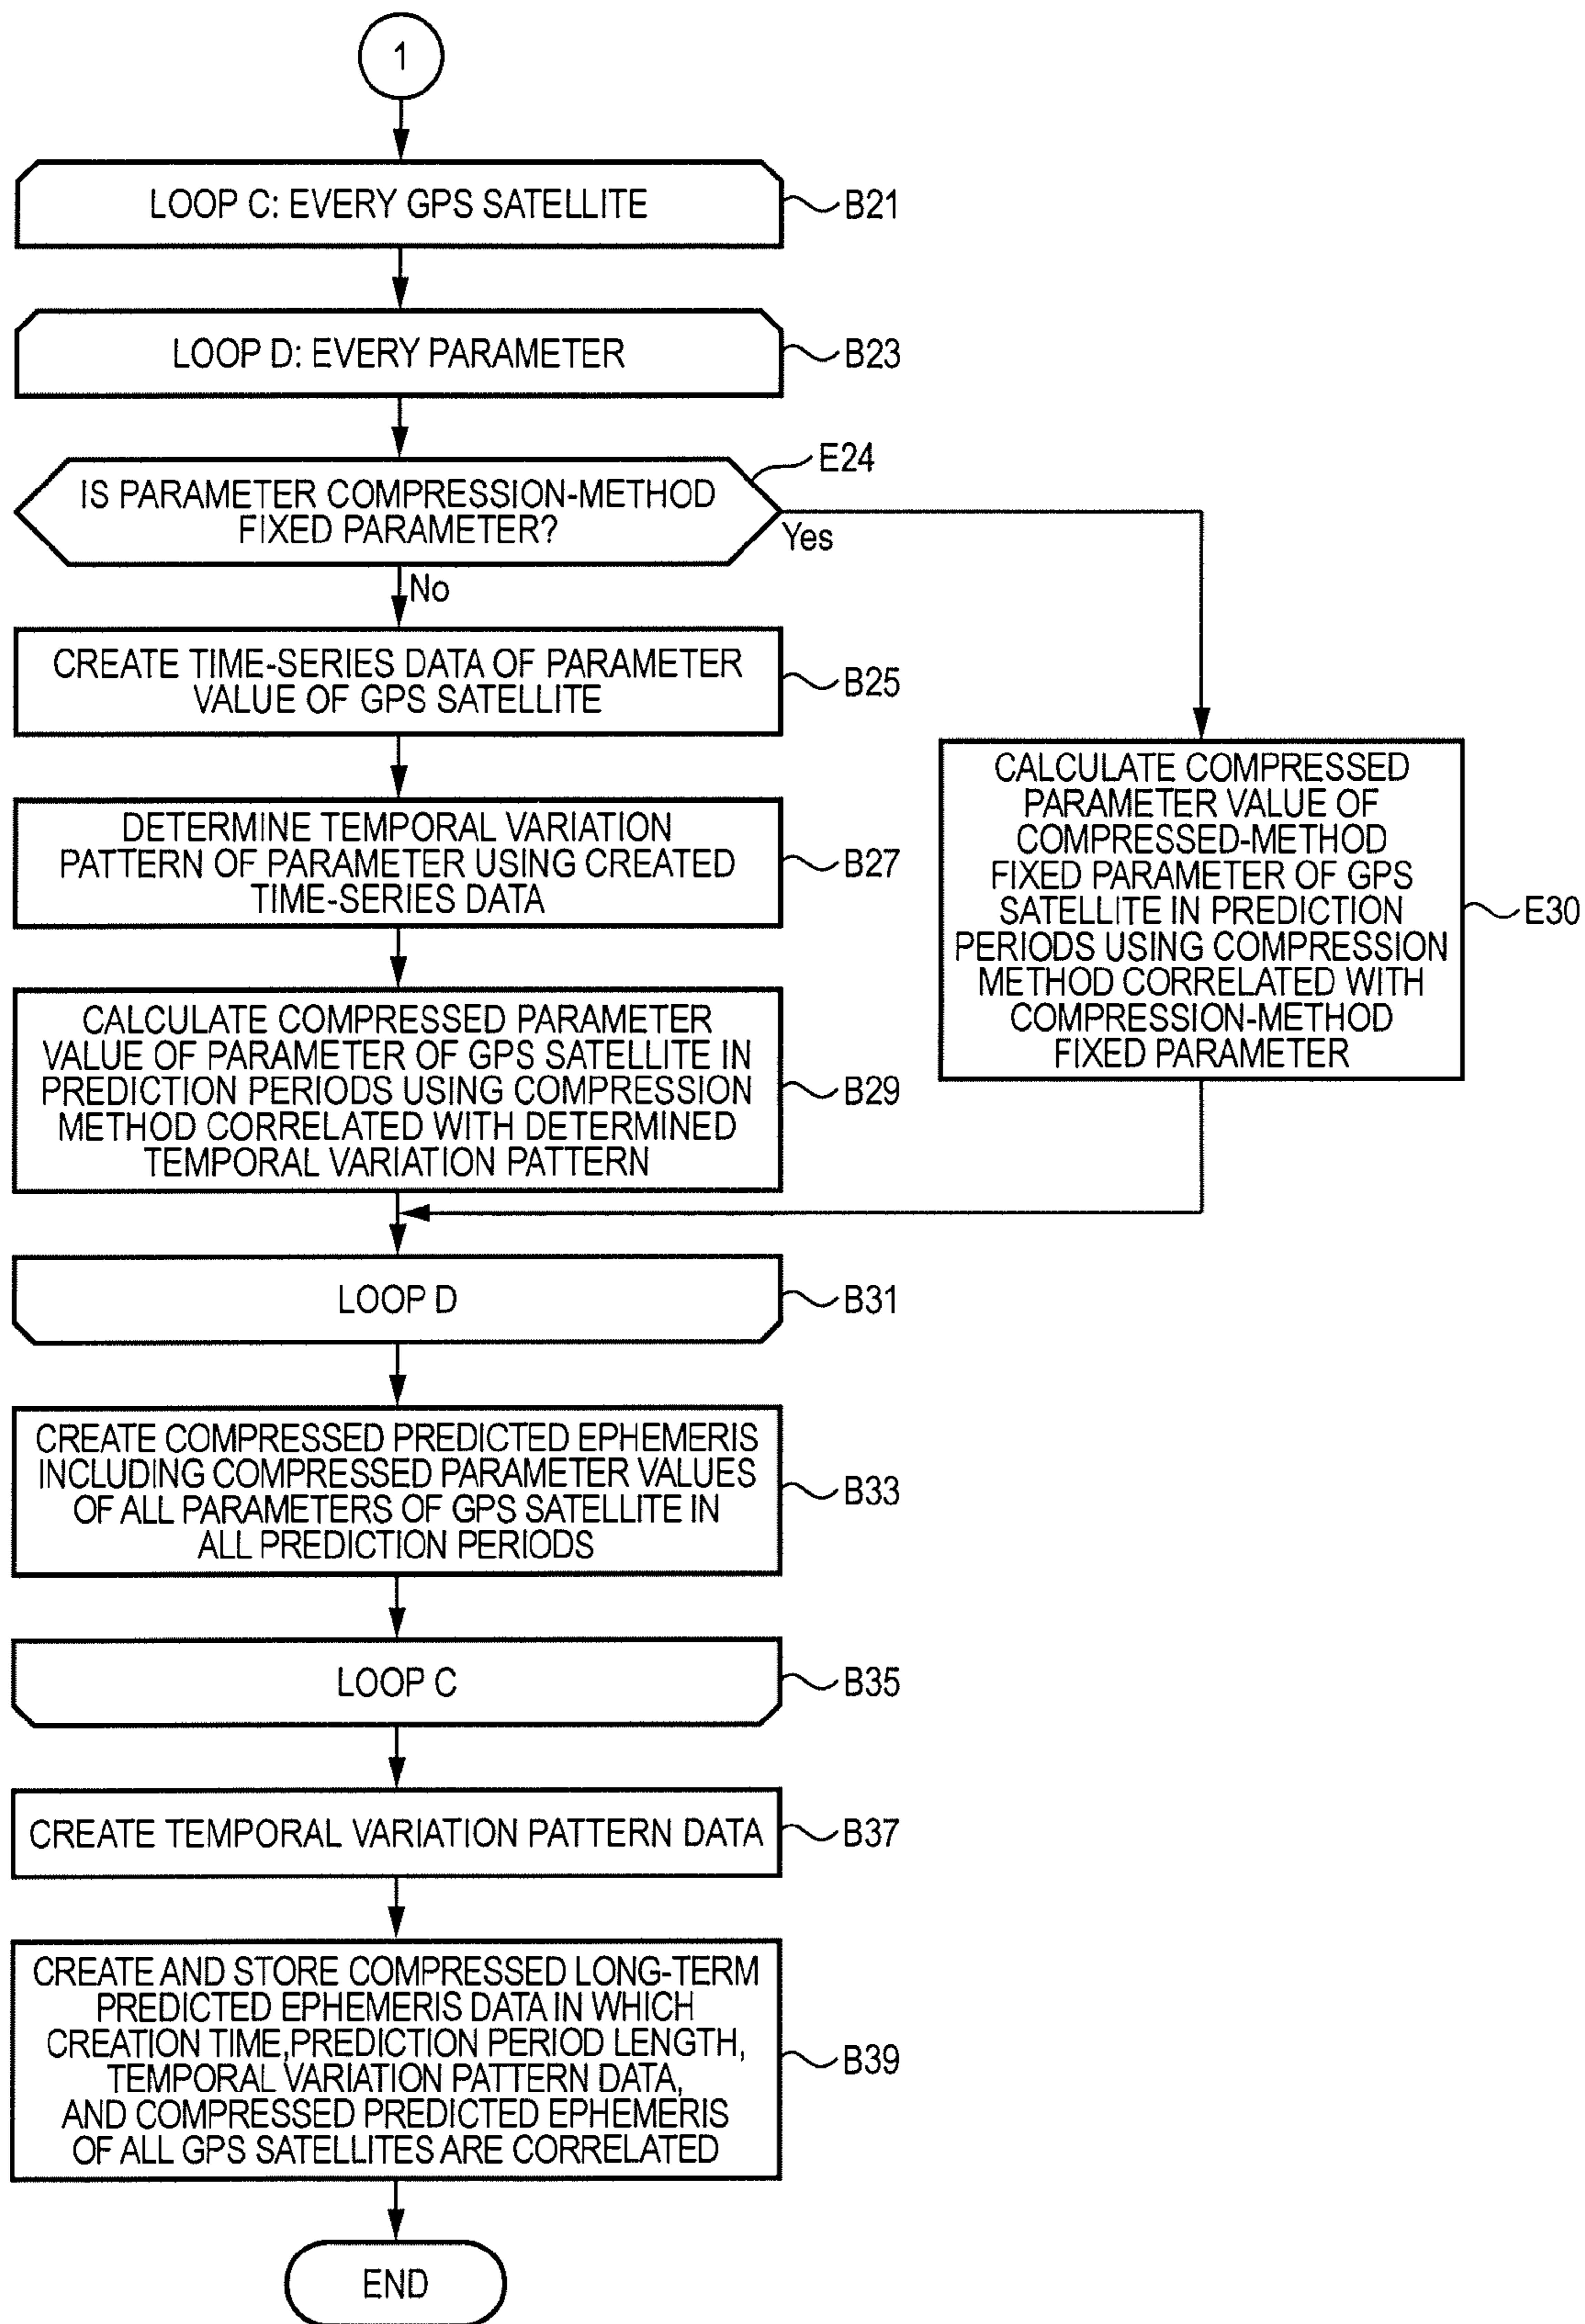 1
LOOP C: EVERY GPS SATELLITE
B21
LOOP D: EVERY PARAMETER
B23
E24
IS PARAMETER COMPRESSION-METHOD
FIXED PARAMETER?
Yes
No
CREATE TIME-SERIES DATA OF PARAMETER
VALUE OF GPS SATELLITE
B25
DETERMINE TEMPORAL VARIATION
PATTERN OF PARAMETER USING CREATED
TIME-SERIES DATA
B27
CALCULATE COMPRESSED
PARAMETER VALUE OF
COMPRESSED-METHOD
FIXED PARAMETER OF GPS
SATELLITE IN PREDICTION
PERIODS USING COMPRESSION
METHOD CORRELATED WITH
COMPRESSION-METHOD
FIXED PARAMETER
E30
CALCULATE COMPRESSED PARAMETER
VALUE OF PARAMETER OF GPS SATELLITE IN
PREDICTION PERIODS USING COMPRESSION
METHOD CORRELATED WITH DETERMINED
TEMPORAL VARIATION PATTERN
B29
LOOP D
B31
CREATE COMPRESSED PREDICTED EPHEMERIS
INCLUDING COMPRESSED PARAMETER VALUES
OF ALL PARAMETERS OF GPS SATELLITE IN
ALL PREDICTION PERIODS
B33
LOOP C
B35
CREATE TEMPORAL VARIATION PATTERN DATA
B37
CREATE AND STORE COMPRESSED LONG-TERM
PREDICTED EPHEMERIS DATA IN WHICH
CREATION TIME,PREDICTION PERIOD LENGTH,
TEMPORAL VARIATION PATTERN DATA,
AND COMPRESSED PREDICTED EPHEMERIS
OF ALL GPS SATELLITES ARE CORRELATED
B39
END